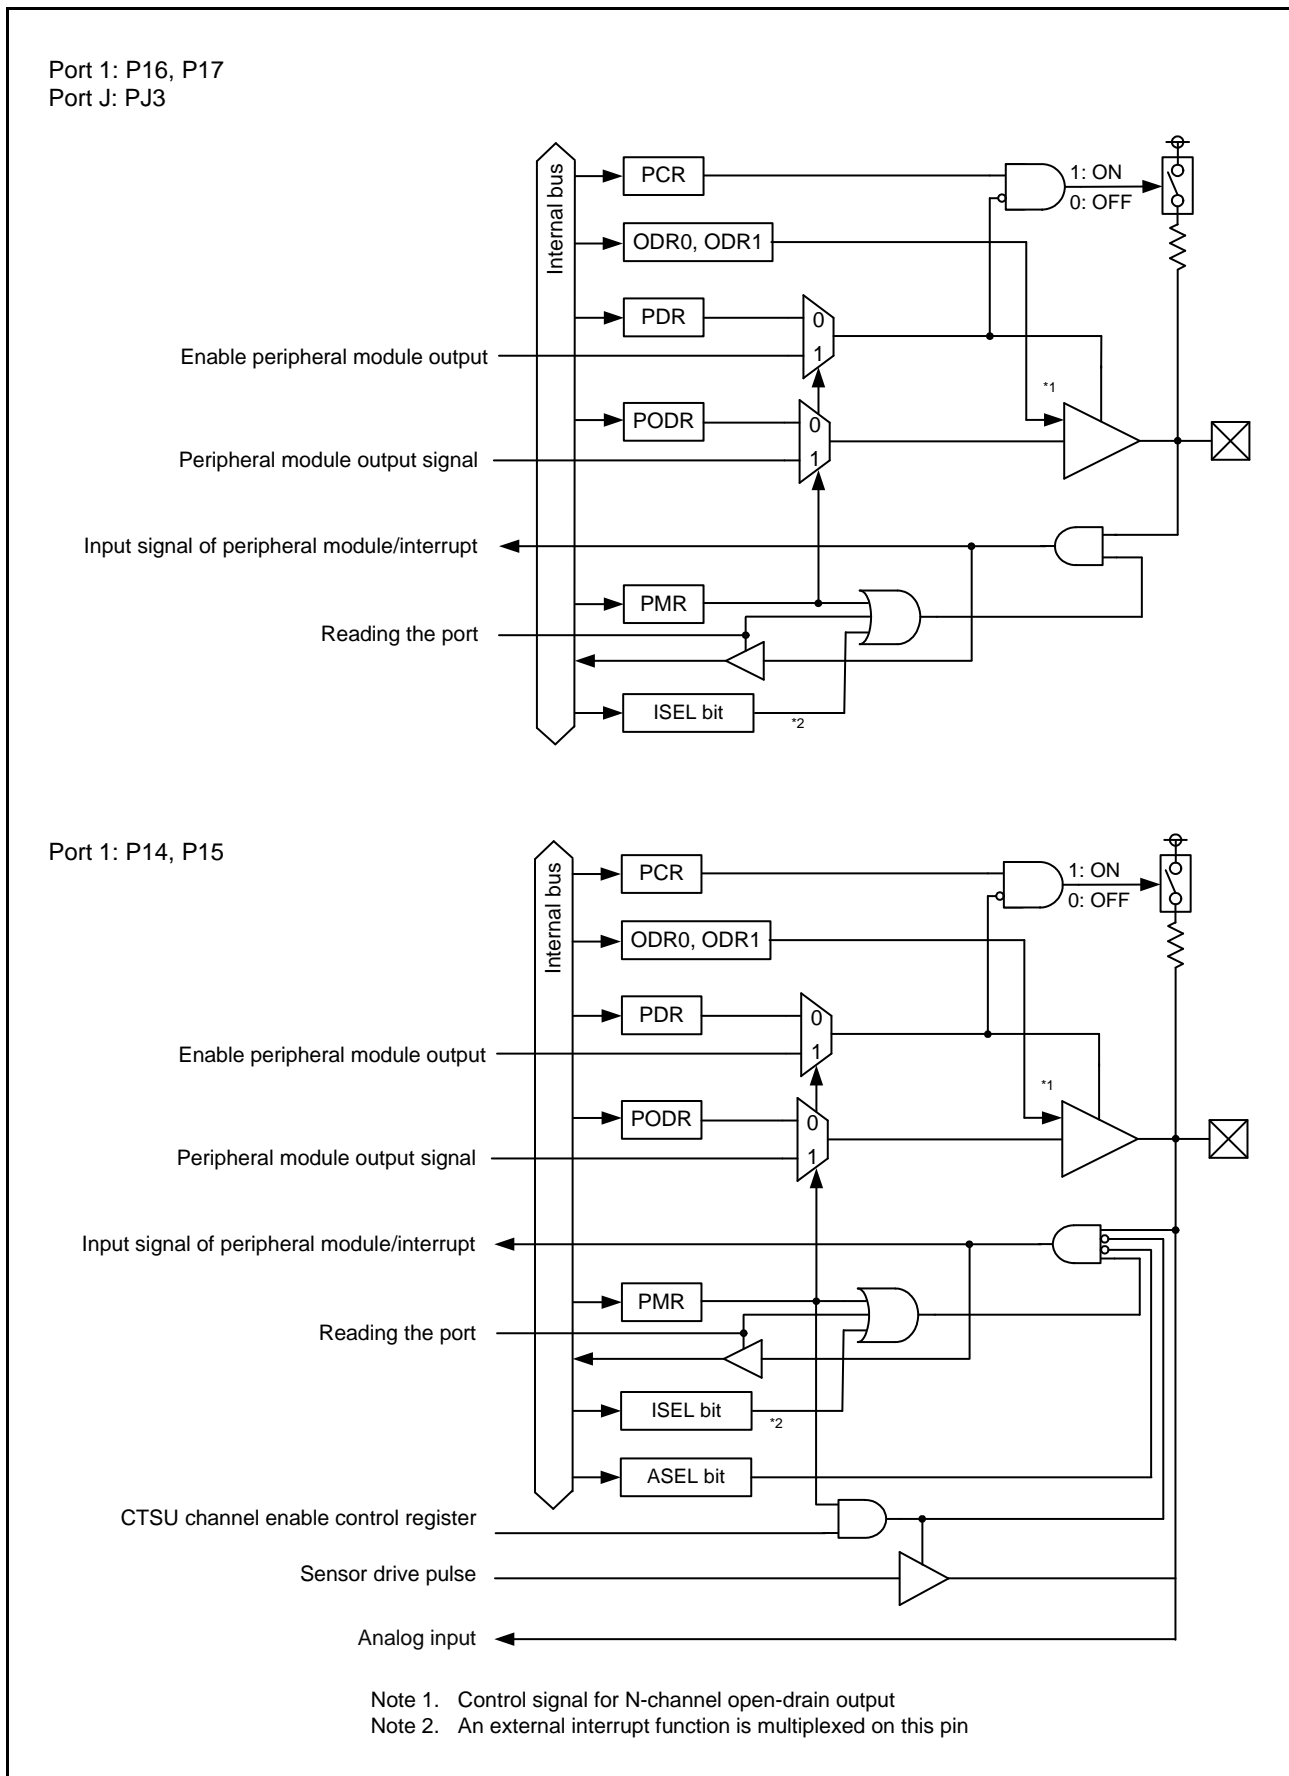 Port 1: P16, P17
Port J: PJ3
Internal bus
PCR
1: ON
0: OFF
ODR0, ODR1
PDR
0
Enable peripheral module output
1
*1
PODR
0
Peripheral module output signal
1
Input signal of peripheral module/interrupt
PMR
Reading the port
ISEL bit
*2
Port 1: P14, P15
Internal bus
PCR
1: ON
0: OFF
ODR0, ODR1
PDR
0
Enable peripheral module output
1
*1
PODR
0
Peripheral module output signal
1
Input signal of peripheral module/interrupt
PMR
Reading the port
ISEL bit
*2
ASEL bit
CTSU channel enable control register
Sensor drive pulse
Analog input
Note 1. Control signal for N-channel open-drain output
Note 2. An external interrupt function is multiplexed on this pin